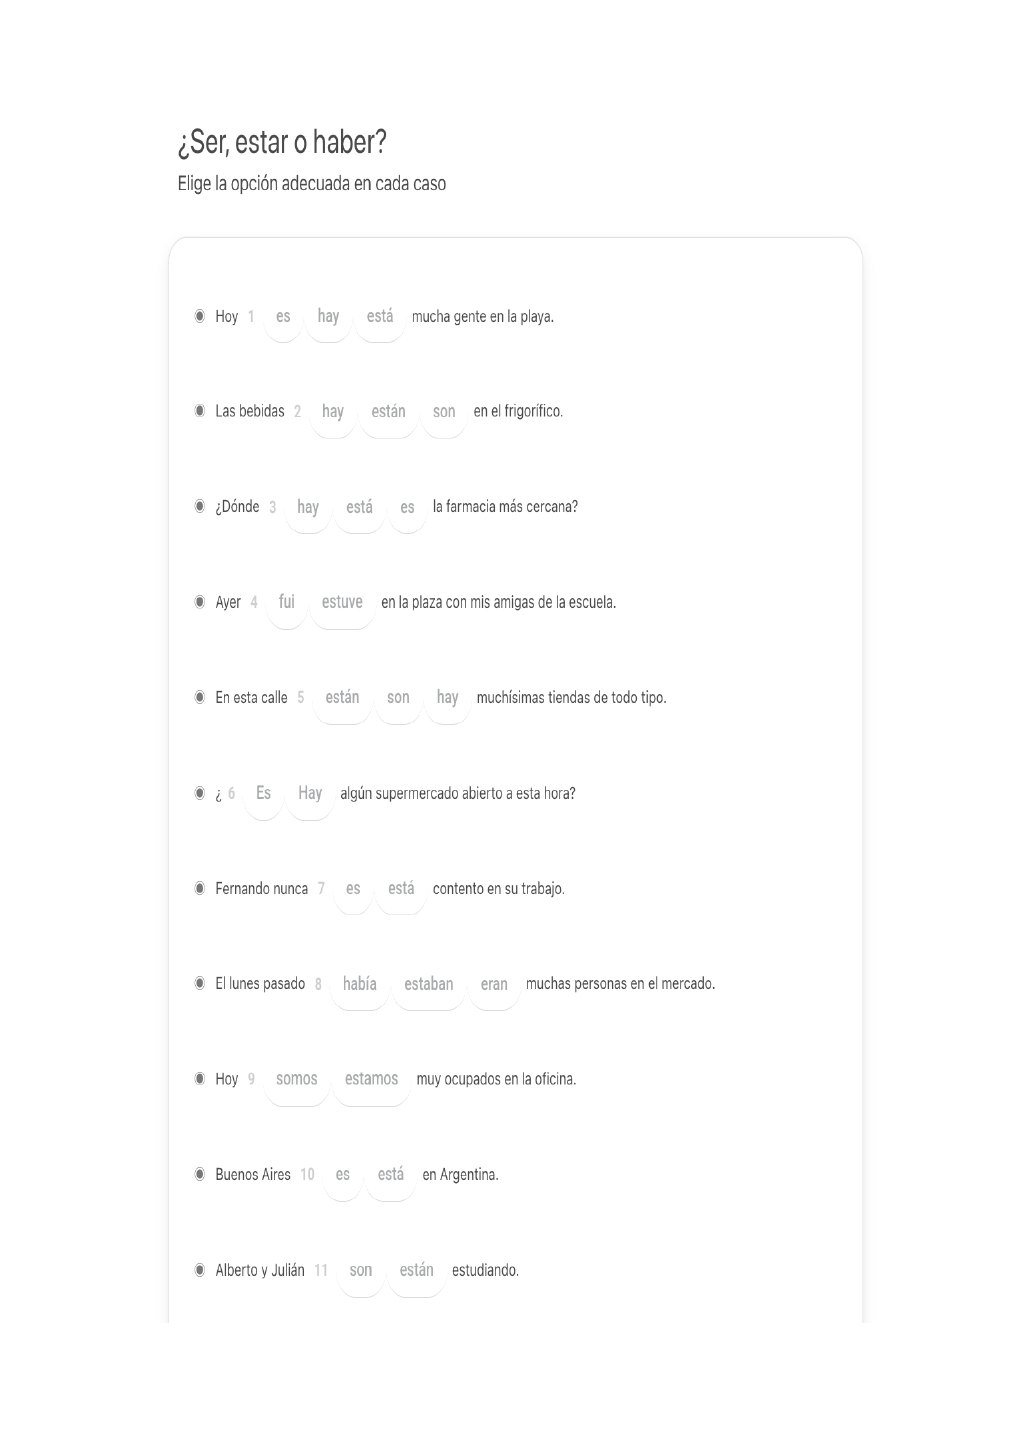 ¿Ser, estar o haber?
Elige la opción adecuada en cada caso
Hoy 1 es hay está mucha gente en la playa.
Las bebidas 2 hay están son en el frigorífico.
¿Dónde 3 hay está es la farmacia más cercana?
Ayer 4 fui estuve en la plaza con mis amigas de la escuela.
En esta calle 5 están son hay muchísimas tiendas de todo tipo.
¿ 6 Es Hay algún supermercado abierto a esta hora?
Fernando nunca 7 es está contento en su trabajo.
El lunes pasado 8 había estaban eran muchas personas en el mercado.
Hoy 9 somos estamos muy ocupados en la oficina.
Buenos Aires 10 es está en Argentina.
Alberto y Julián 11 son están estudiando.